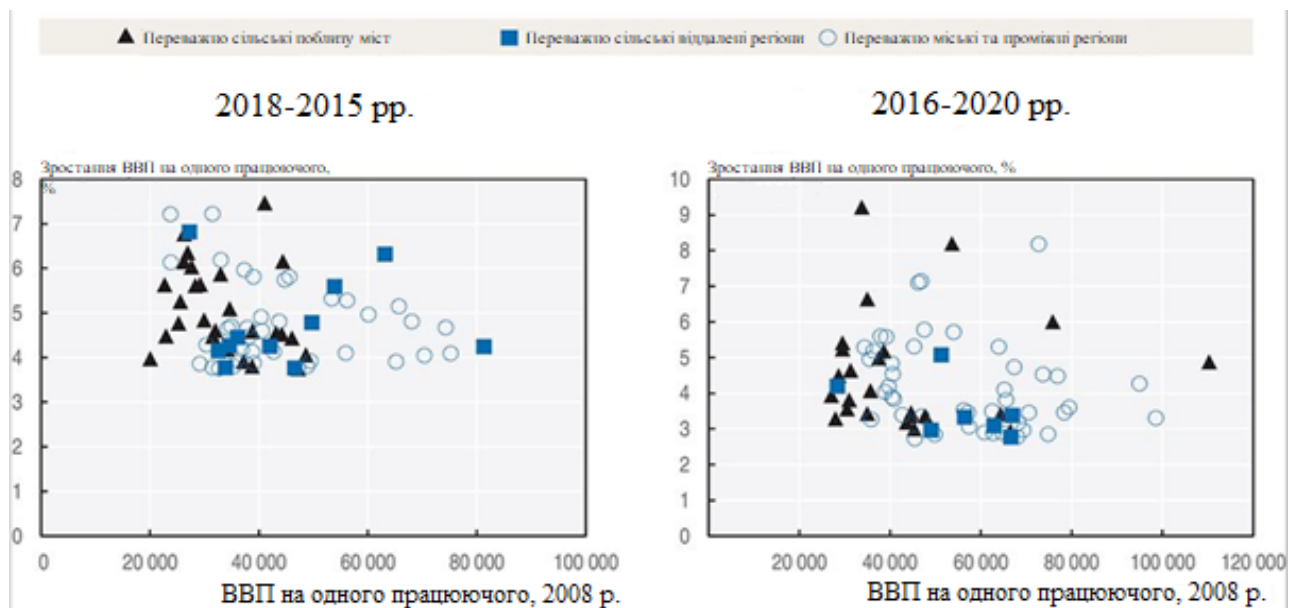 Переважно сільські поблизу міст Переважно сільські віддалені регіони Переважно міські та проміжні регіони
2018-2015 рр. 2016-2020 рр.
Зростання ВВП на одного працюючого,
%
8
7
6
5
4
3
2
1
0
0 20 000 40 000 60 000 80 000 100 000
ВВП на одного працюючого, 2008 р.
Зростання ВВП на одного працюючого, %
10
9
8
7
6
5
4
3
2
1
0
20 000 40 000 60 000 80 000 100 000 120 000
ВВП на одного працюючого, 2008 р.